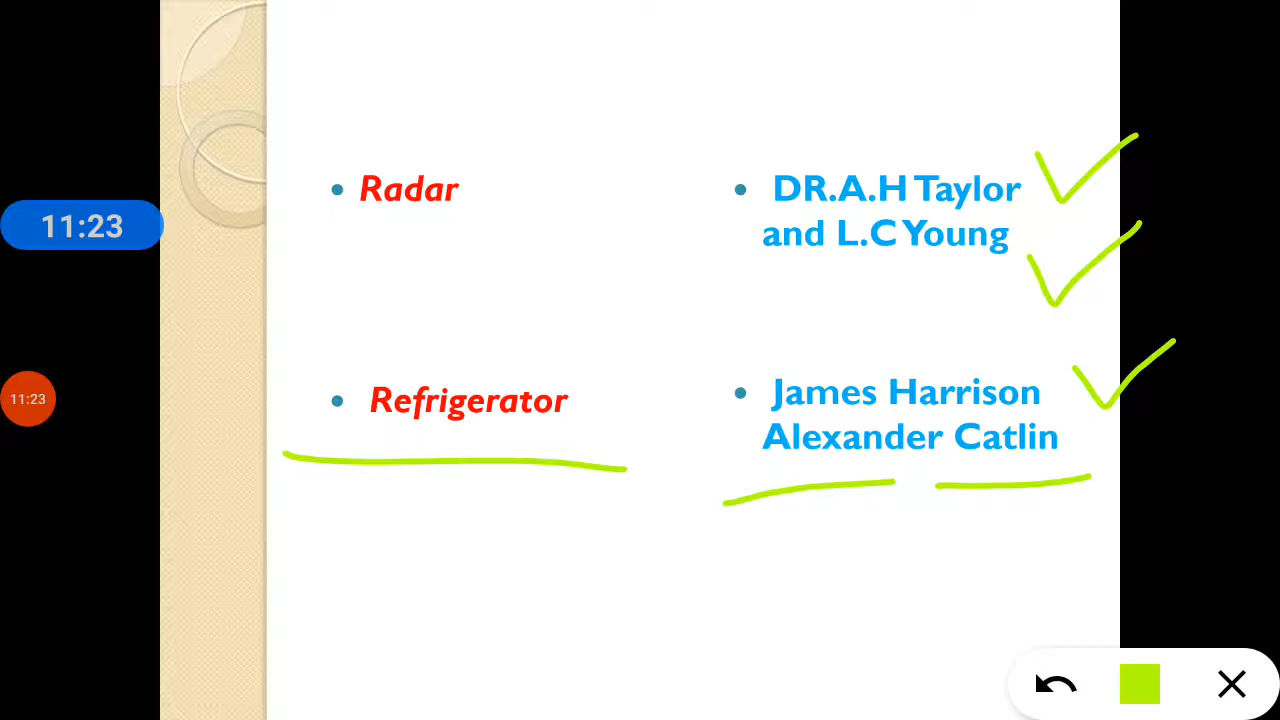 11:23
11:23
Radar
DR.A.H Taylor
and L.C Young
Refrigerator
James Harrison
Alexander Catlin